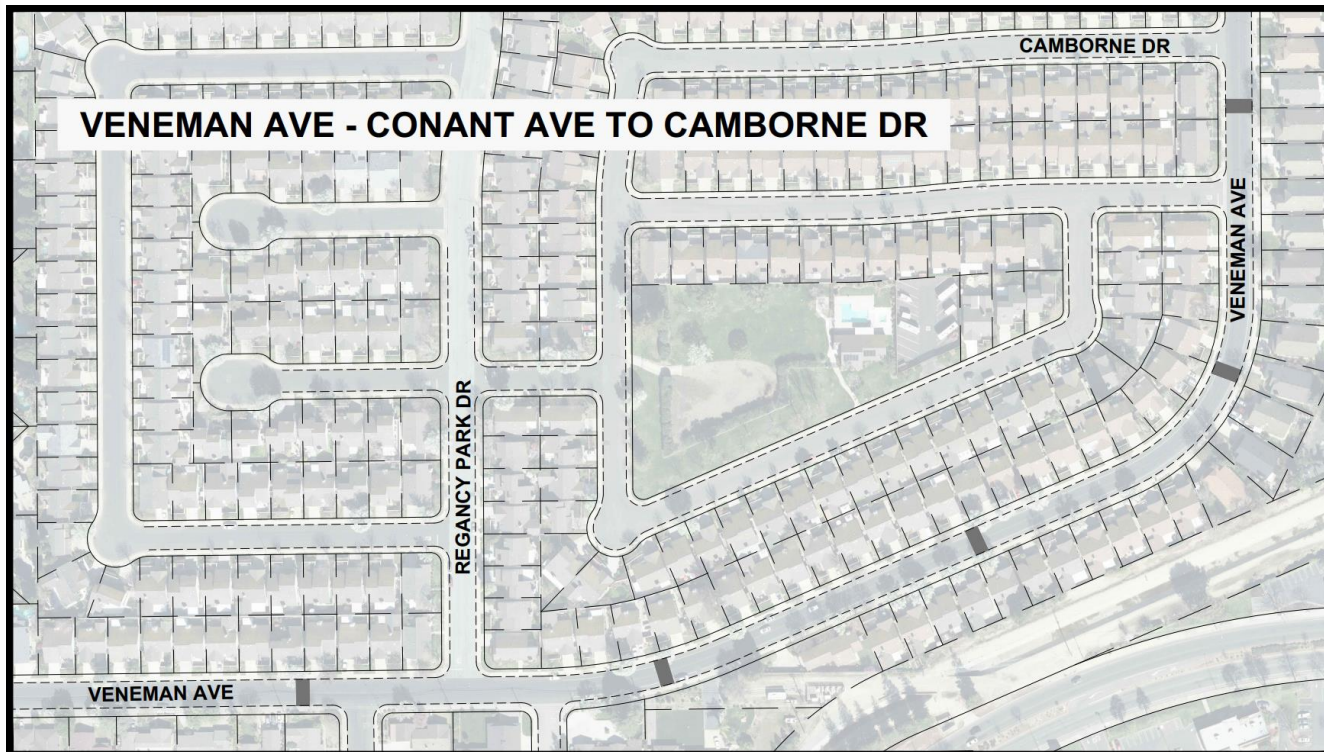 CAMBORNE DR
VENEMAN AVE - CONANT AVE TO CAMBORNE DR
VENEMAN AVE
REGANCY PARK DR
VENEMAN AVE